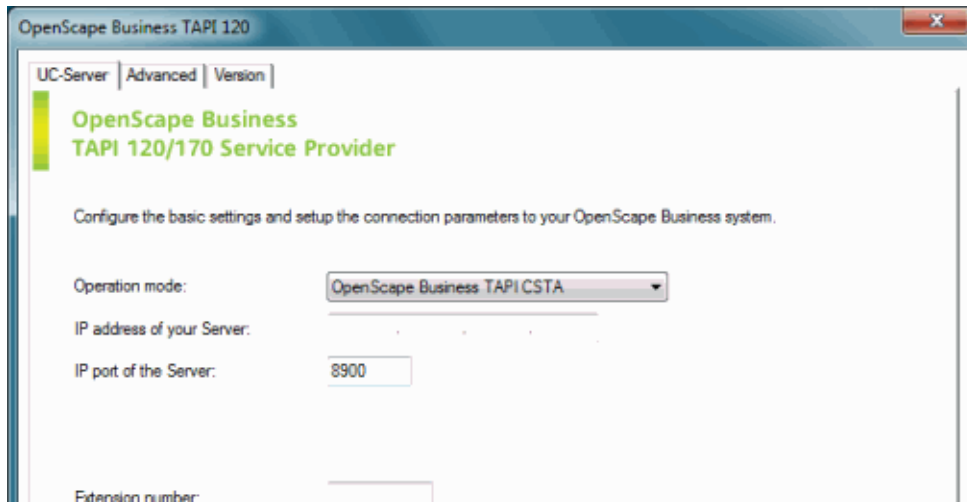 OpenScape Business TAPI 120
UC-Server Advanced Version
OpenScape Business
TAPI 120/170 Service Provider
Configure the basic settings and setup the connection parameters to your OpenScape Business system.
Operation mode: OpenScape Business TAPI CSTA
IP address of your Server:
IP port of the Server: 8900
Extension number: